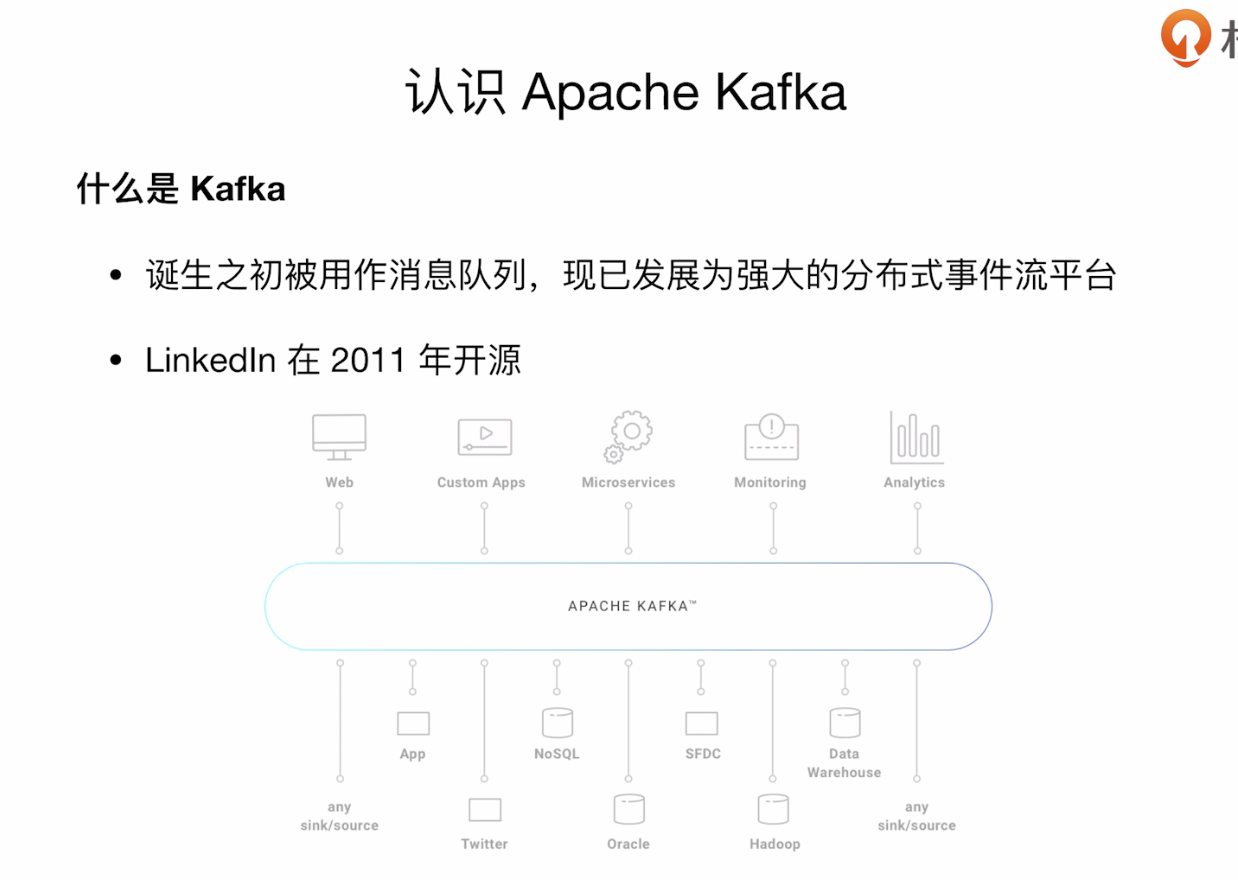 认识 Apache Kafka
什么是 Kafka
• 诞生之初被用作消息队列，现已发展为强大的分布式事件流平台
• LinkedIn 在 2011 年开源
Web
Custom Apps
Microservices
Monitoring
Analytics
APACHE KAFKA™
App
NoSQL
SFDC
Data
Warehouse
any
sink/source
Twitter
Oracle
Hadoop
any
sink/source